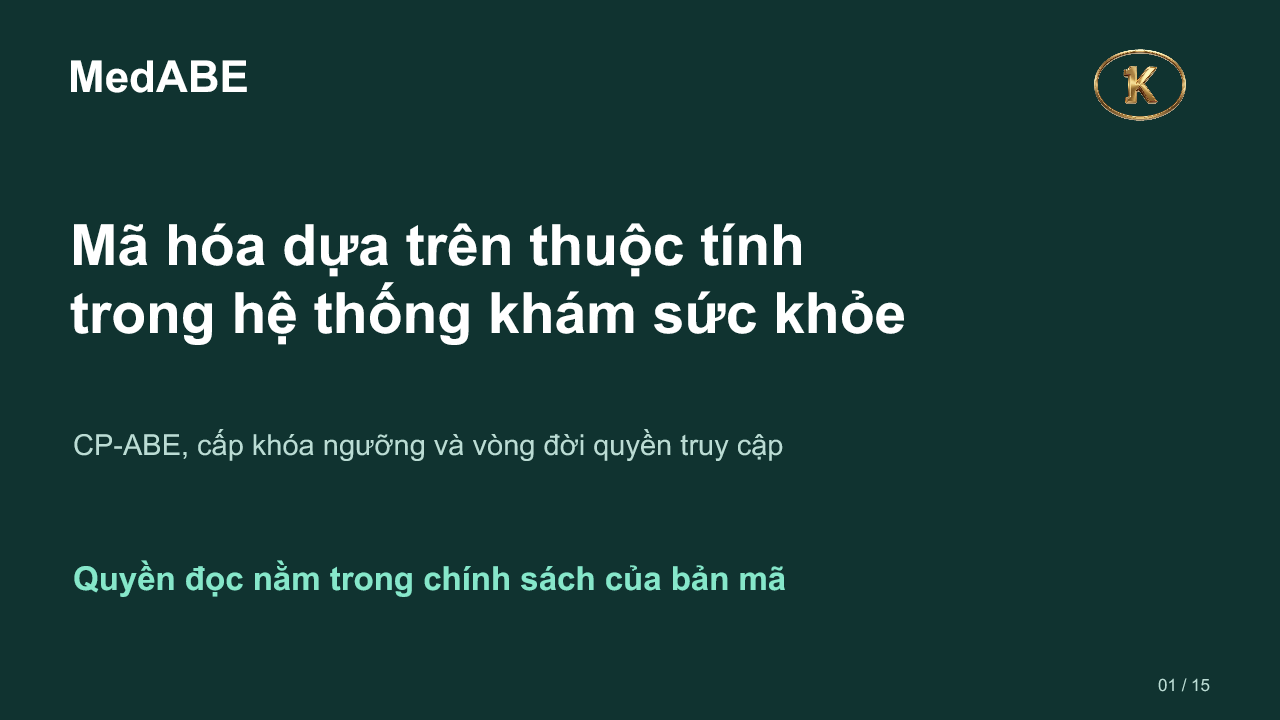 MedABE
K
Mã hóa dựa trên thuộc tính
trong hệ thống khám sức khỏe
CP-ABE, cấp khóa ngưỡng và vòng đời quyền truy cập
Quyền đọc nằm trong chính sách của bản mã
01 / 15